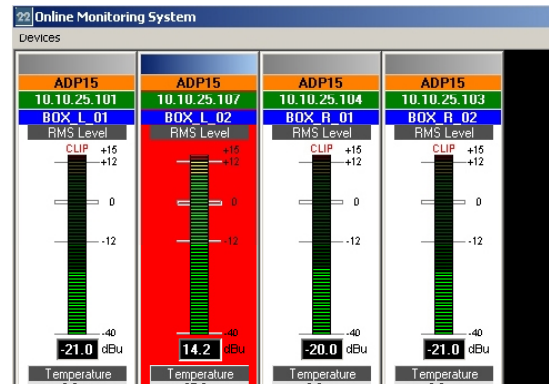 22 Online Monitoring System
Devices
ADP15 ADP15 ADP15 ADP15
10.10.25.101 10.10.25.107 10.10.25.104 10.10.25.103
BOX_L_01 BOX_L_02 BOX_R_01 BOX_R_02
RMS Level RMS Level RMS Level RMS Level
CLIP +15 +15 CLIP +15 CLIP +15
+12 +12 +12 +12
0 0 0 0
-12 -12 -12 -12
-40 -40 -40 -40
-21.0 dBu 14.2 dBu -20.0 dBu -21.0 dBu
Temperature Temperature Temperature Temperature